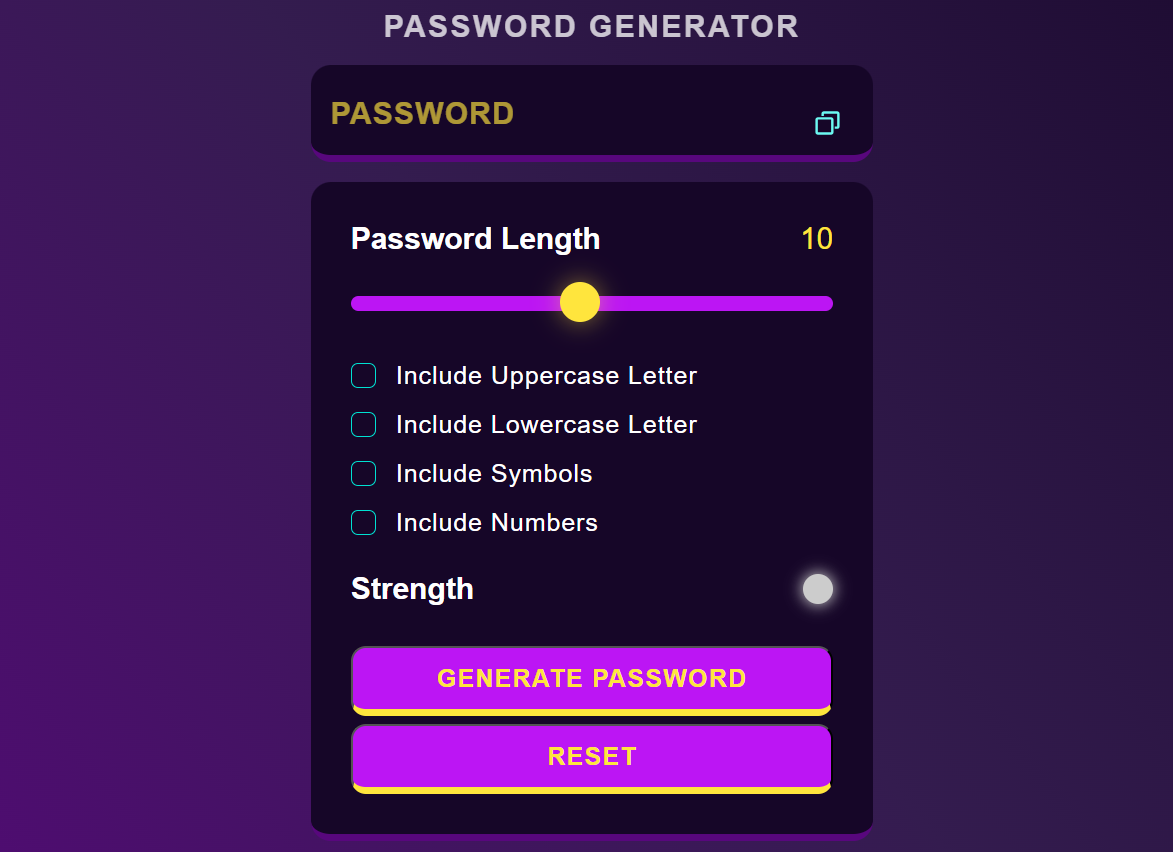 PASSWORD GENERATOR
PASSWORD
Password Length 10
Include Uppercase Letter
Include Lowercase Letter
Include Symbols
Include Numbers
Strength
GENERATE PASSWORD
RESET